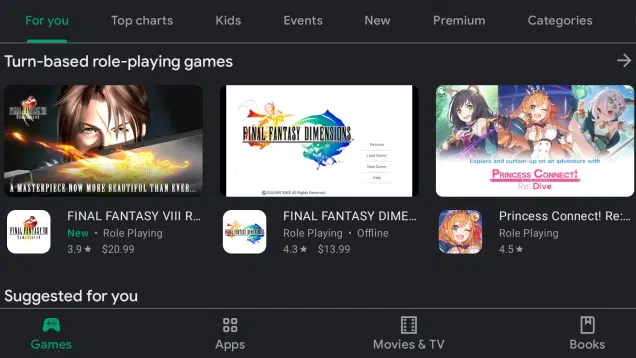 For you Top charts Kids Events New Premium Categories
Turn-based role-playing games
A MASTERPIECE NOW MORE BEAUTIFUL THAN EVER...
FINAL FANTASY DIMENSIONS
Resume
Load Game
New Game
Help
© SQUARE ENIX All Rights Reserved.
Explore and curtain-up on an adventure with
PRINCESS CONNECT!
Re: Dive
FINAL FANTASY VIII R...
New • Role Playing
3.9 ★ $20.99
FINAL FANTASY DIME...
Role Playing • Offline
4.3 ★ $13.99
Princess Connect! Re:...
Role Playing
4.5 ★
Suggested for you
Games Apps Movies & TV Books